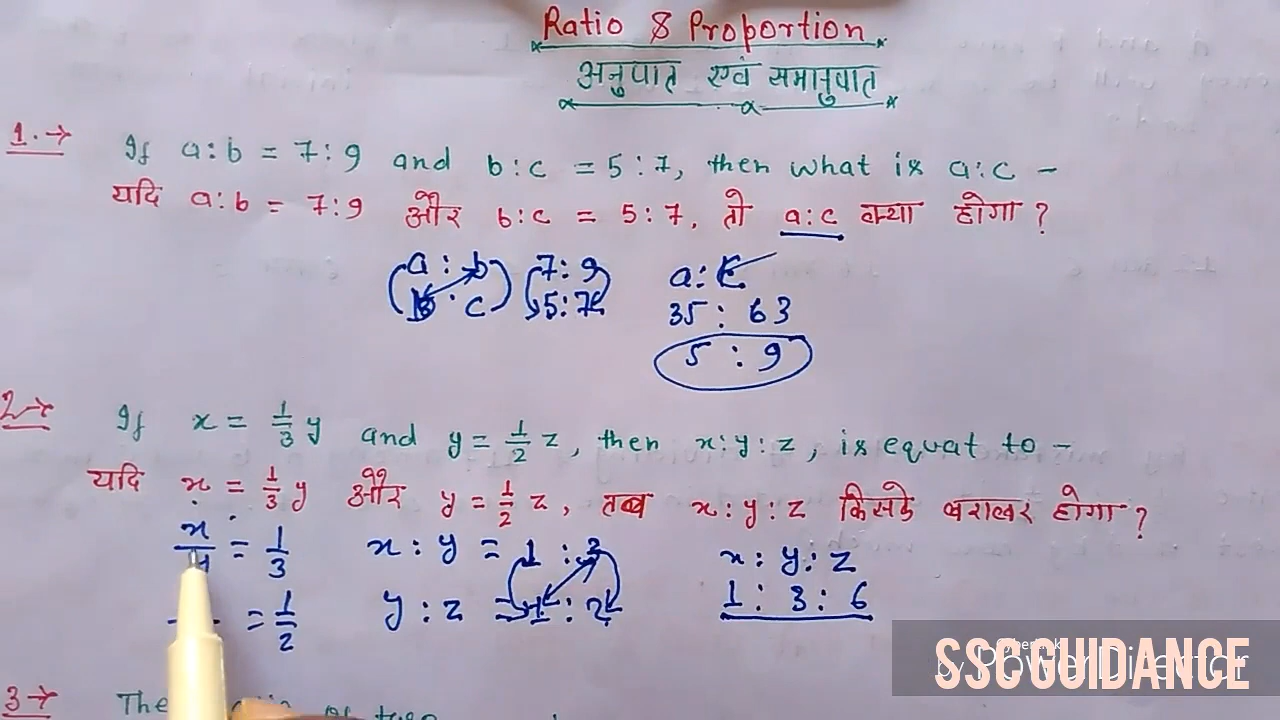 Ratio & Proportion
अनुपात एवं समानुपात
1.→ If a:b = 7:9 and b:c = 5:7, then what is a:c -
यदि a:b = 7:9 और b:c = 5:7, तो a:c क्या होगा?
a:b 7:9 a:c
b:c 5:7 35:63
5:9
2→ If x = 1/3 y and y = 1/2 z, then x:y:z, is equat to -
यदि x = 1/3 y और y = 1/2 z, तब x:y:z किसके बराबर होगा?
x/y = 1/3 x:y = 1:3 x:y:z
= 1/2 y:z = 1:2 1:3:6
3→ The
SSCGUIDANCE
by PowerDirector